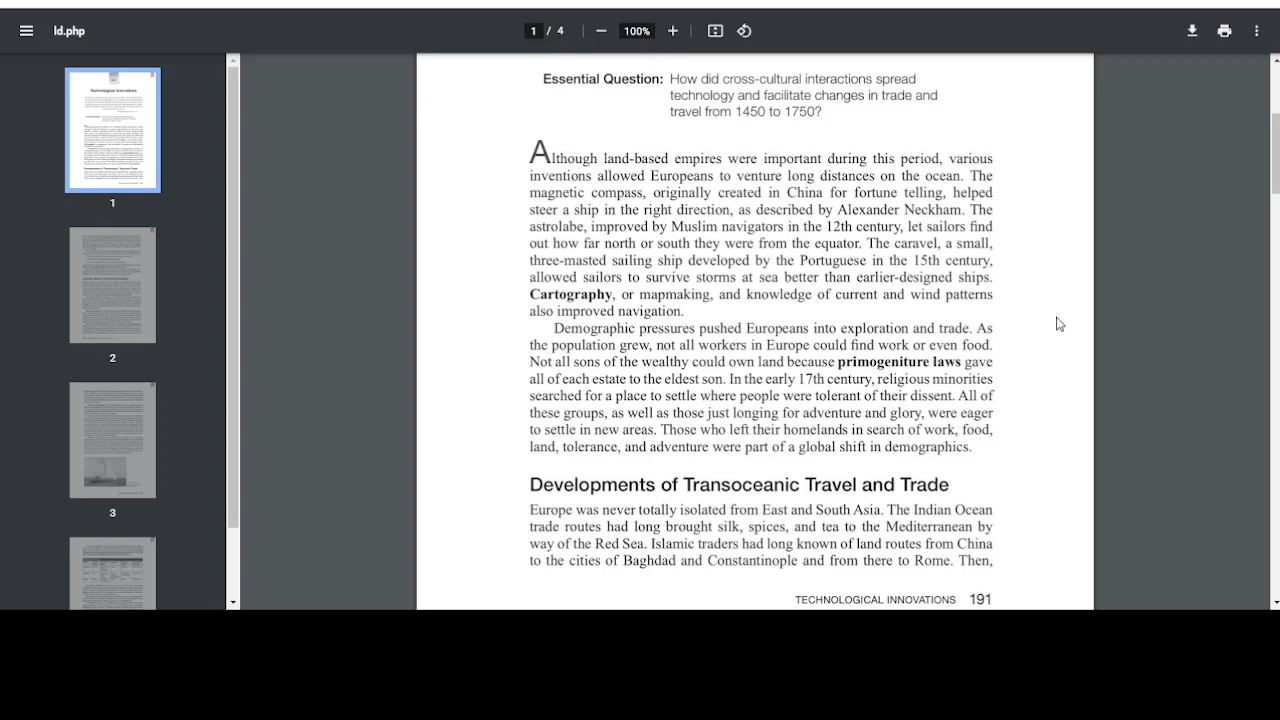 ld.php
1 / 4
100%
Essential Question: How did cross-cultural interactions spread
technology and facilitate changes in trade and
travel from 1450 to 1750?
Although land-based empires were important during this period, various
inventions allowed Europeans to venture long distances on the ocean. The
magnetic compass, originally created in China for fortune telling, helped
steer a ship in the right direction, as described by Alexander Neckham. The
astrolabe, improved by Muslim navigators in the 12th century, let sailors find
out how far north or south they were from the equator. The caravel, a small,
three-masted sailing ship developed by the Portuguese in the 15th century,
allowed sailors to survive storms at sea better than earlier-designed ships.
Cartography, or mapmaking, and knowledge of current and wind patterns
also improved navigation.
Demographic pressures pushed Europeans into exploration and trade. As
the population grew, not all workers in Europe could find work or even food.
Not all sons of the wealthy could own land because primogeniture laws gave
all of each estate to the eldest son. In the early 17th century, religious minorities
searched for a place to settle where people were tolerant of their dissent. All of
these groups, as well as those just longing for adventure and glory, were eager
to settle in new areas. Those who left their homelands in search of work, food,
land, tolerance, and adventure were part of a global shift in demographics.
Developments of Transoceanic Travel and Trade
Europe was never totally isolated from East and South Asia. The Indian Ocean
trade routes had long brought silk, spices, and tea to the Mediterranean by
way of the Red Sea. Islamic traders had long known of land routes from China
to the cities of Baghdad and Constantinople and from there to Rome. Then,
TECHNOLOGICAL INNOVATIONS 191
Technological Innovations
1
2
3